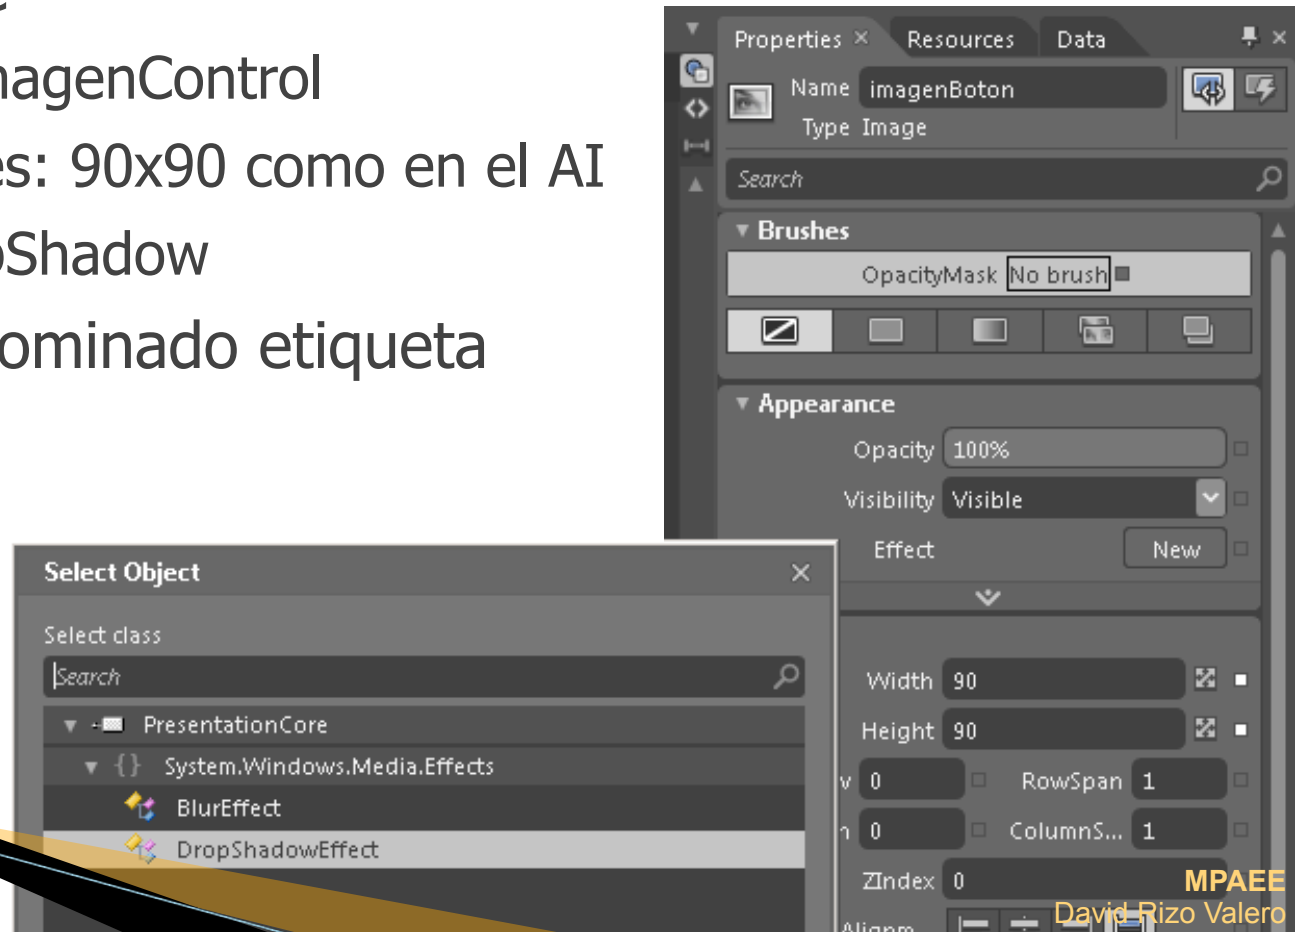 magenControl
es: 90x90 como en el AI
oShadow
ominado etiqueta
Properties Resources Data
Name imagenBoton
Type Image
Search
Brushes
OpacityMask No brush
Appearance
Opacity 100%
Visibility Visible
Effect New
Select Object
Select class
Search
PresentationCore
{} System.Windows.Media.Effects
BlurEffect
DropShadowEffect
Width 90
Height 90
0 RowSpan 1
0 ColumnS... 1
ZIndex 0
MPAEE
David Rizo Valero